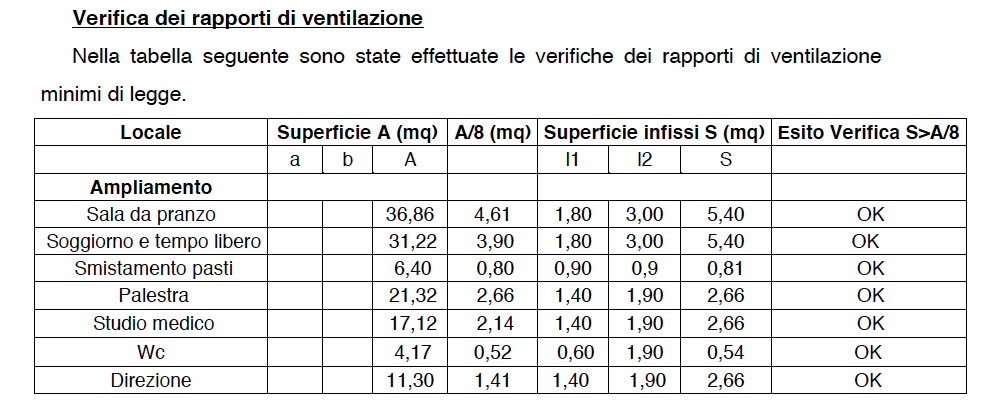 Verifica dei rapporti di ventilazione
Nella tabella seguente sono state effettuate le verifiche dei rapporti di ventilazione
minimi di legge.
Locale Superficie A (mq) A/8 (mq) Superficie infissi S (mq) Esito Verifica S>A/8
a b A l1 l2 S
Ampliamento
Sala da pranzo 36,86 4,61 1,80 3,00 5,40 OK
Soggiorno e tempo libero 31,22 3,90 1,80 3,00 5,40 OK
Smistamento pasti 6,40 0,80 0,90 0,9 0,81 OK
Palestra 21,32 2,66 1,40 1,90 2,66 OK
Studio medico 17,12 2,14 1,40 1,90 2,66 OK
Wc 4,17 0,52 0,60 1,90 0,54 OK
Direzione 11,30 1,41 1,40 1,90 2,66 OK